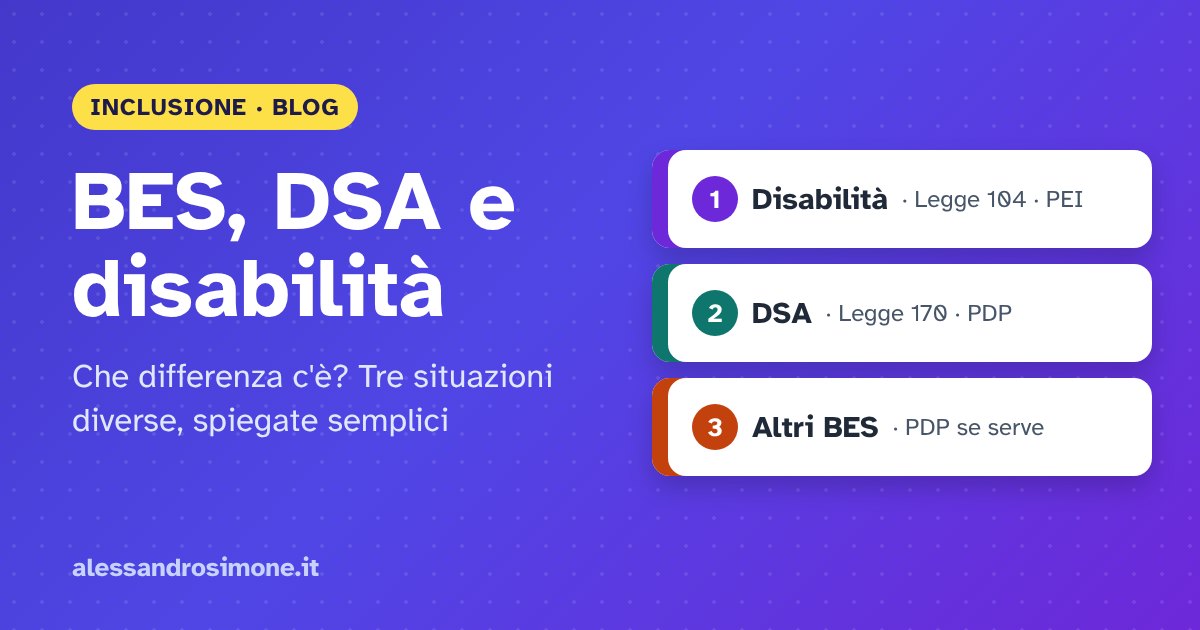 INCLUSIONE · BLOG
BES, DSA e
disabilità
Che differenza c'è? Tre situazioni
diverse, spiegate semplici
1 Disabilità · Legge 104 · PEI
2 DSA · Legge 170 · PDP
3 Altri BES · PDP se serve
alessandrosimone.it